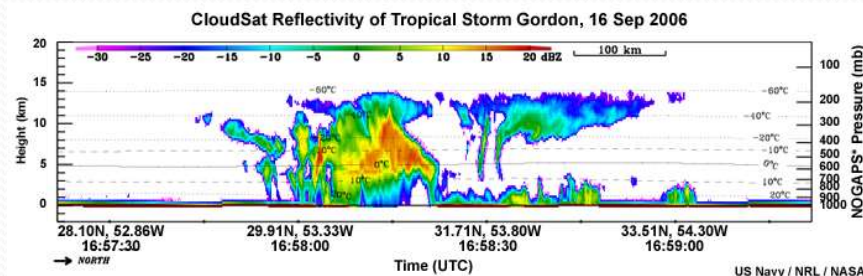 CloudSat Reflectivity of Tropical Storm Gordon, 16 Sep 2006
20
15
10
5
0
Height (km)
-30 -25 -20 -15 -10 -5 0 5 10 15 20 dBZ
100 km
-60°C -60°C
-40°C
-20°C
-10°C
0°C 0°C
10°C 10°C
20°C
100
200
300
400
500
600
700
800
900
1000
NOGAPS* Pressure (mb)
28.10N, 52.86W 29.91N, 53.33W 31.71N, 53.80W 33.51N, 54.30W
16:57:30 16:58:00 16:58:30 16:59:00
NORTH
Time (UTC)
US Navy / NRL / NASA